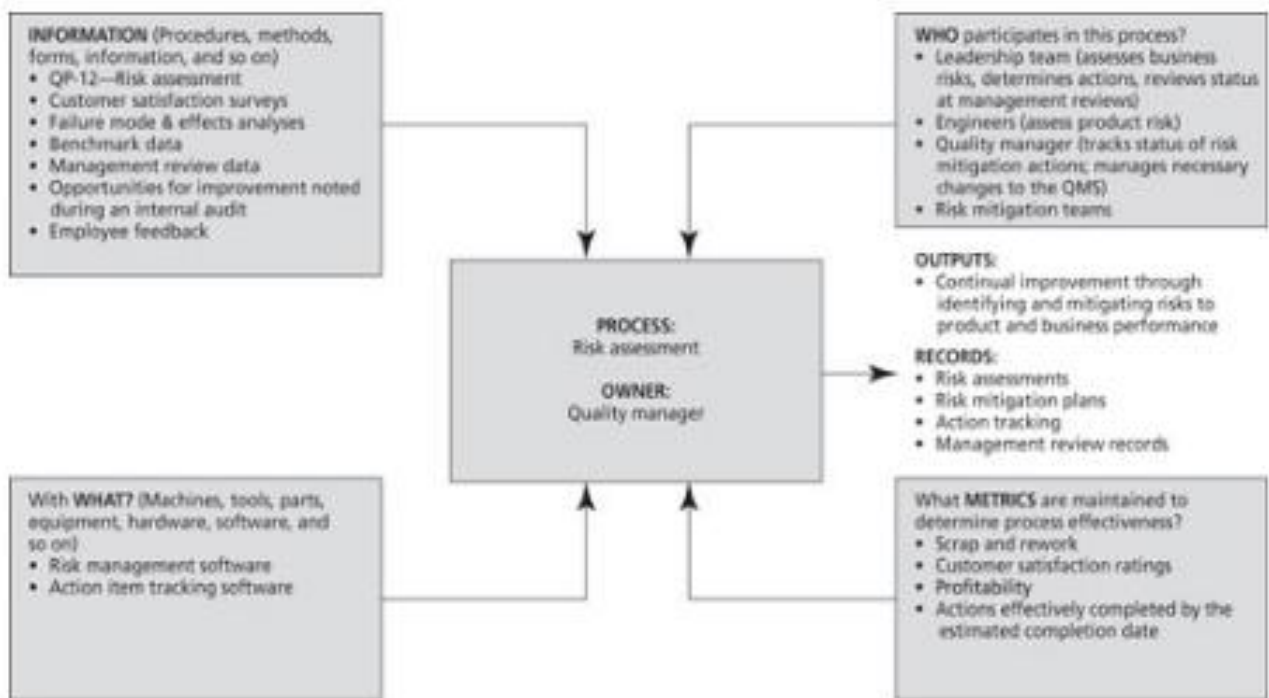 INFORMATION (Procedures, methods,
forms, information, and so on)
• QP-12—Risk assessment
• Customer satisfaction surveys
• Failure mode & effects analyses
• Benchmark data
• Management review data
• Opportunities for improvement noted
during an internal audit
• Employee feedback
WHO participates in this process?
• Leadership team (assesses business
risks, determines actions, reviews status
at management reviews)
• Engineers (assess product risk)
• Quality manager (tracks status of risk
mitigation actions; manages necessary
changes to the QMS)
• Risk mitigation teams
PROCESS:
Risk assessment
OWNER:
Quality manager
OUTPUTS:
• Continual improvement through
identifying and mitigating risks to
product and business performance
RECORDS:
• Risk assessments
• Risk mitigation plans
• Action tracking
• Management review records
With WHAT? (Machines, tools, parts,
equipment, hardware, software, and
so on)
• Risk management software
• Action item tracking software
What METRICS are maintained to
determine process effectiveness?
• Scrap and rework
• Customer satisfaction ratings
• Profitability
• Actions effectively completed by the
estimated completion date